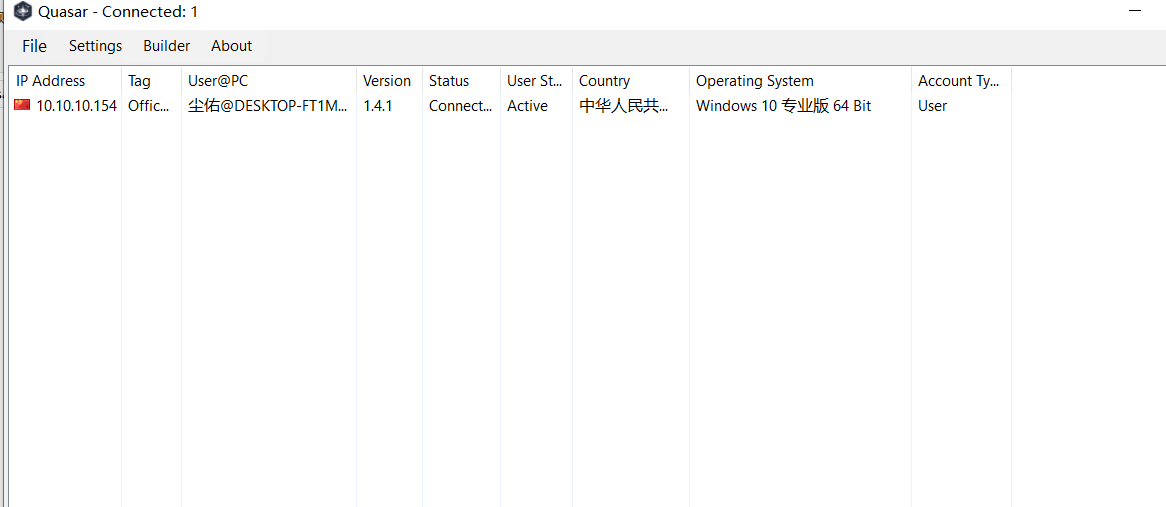 Quasar - Connected: 1
File Settings Builder About
IP Address Tag User@PC Version Status User St... Country Operating System Account Ty...
10.10.10.154 Offic... 尘佑@DESKTOP-FT1M... 1.4.1 Connect... Active 中华人民共... Windows 10 专业版 64 Bit User